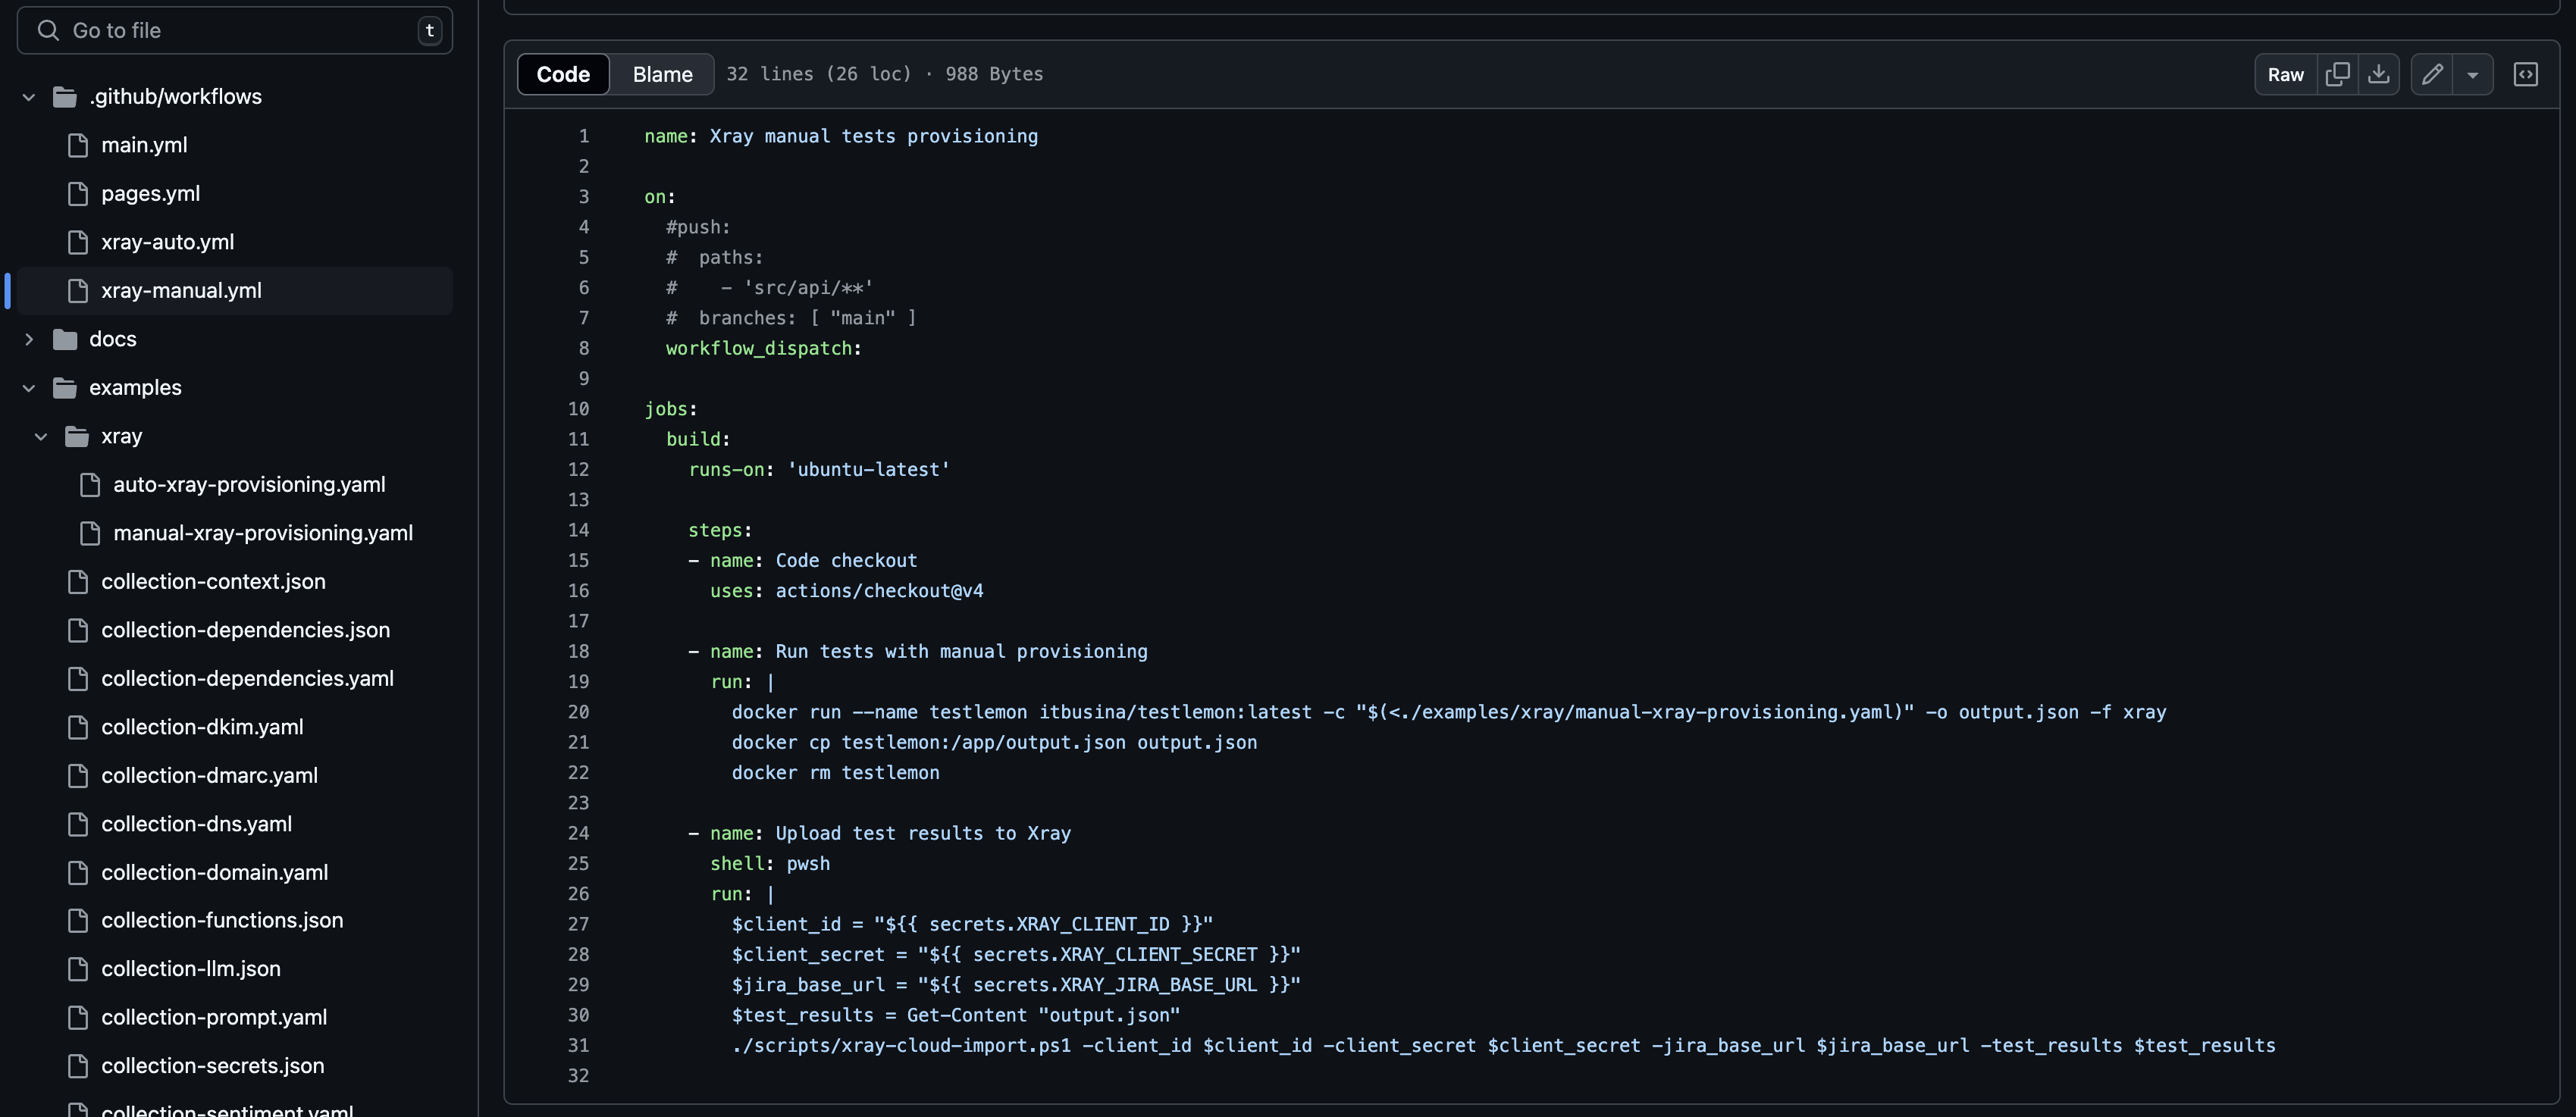 Go to file
t
.github/workflows
main.yml
pages.yml
xray-auto.yml
xray-manual.yml
docs
examples
xray
auto-xray-provisioning.yaml
manual-xray-provisioning.yaml
collection-context.json
collection-dependencies.json
collection-dependencies.yaml
collection-dkim.yaml
collection-dmarc.yaml
collection-dns.yaml
collection-domain.yaml
collection-functions.json
collection-llm.json
collection-prompt.yaml
collection-secrets.json
collection-sentiment.yaml
Code Blame 32 lines (26 loc) · 988 Bytes Raw
1 name: Xray manual tests provisioning
2
3 on:
4   #push:
5   #  paths:
6   #    - 'src/api/**'
7   #  branches: [ "main" ]
8   workflow_dispatch:
9
10 jobs:
11   build:
12     runs-on: 'ubuntu-latest'
13
14     steps:
15     - name: Code checkout
16       uses: actions/checkout@v4
17
18     - name: Run tests with manual provisioning
19       run: |
20         docker run --name testlemon itbusina/testlemon:latest -c "$(<./examples/xray/manual-xray-provisioning.yaml)" -o output.json -f xray
21         docker cp testlemon:/app/output.json output.json
22         docker rm testlemon
23
24     - name: Upload test results to Xray
25       shell: pwsh
26       run: |
27         $client_id = "${{ secrets.XRAY_CLIENT_ID }}"
28         $client_secret = "${{ secrets.XRAY_CLIENT_SECRET }}"
29         $jira_base_url = "${{ secrets.XRAY_JIRA_BASE_URL }}"
30         $test_results = Get-Content "output.json"
31         ./scripts/xray-cloud-import.ps1 -client_id $client_id -client_secret $client_secret -jira_base_url $jira_base_url -test_results $test_results
32